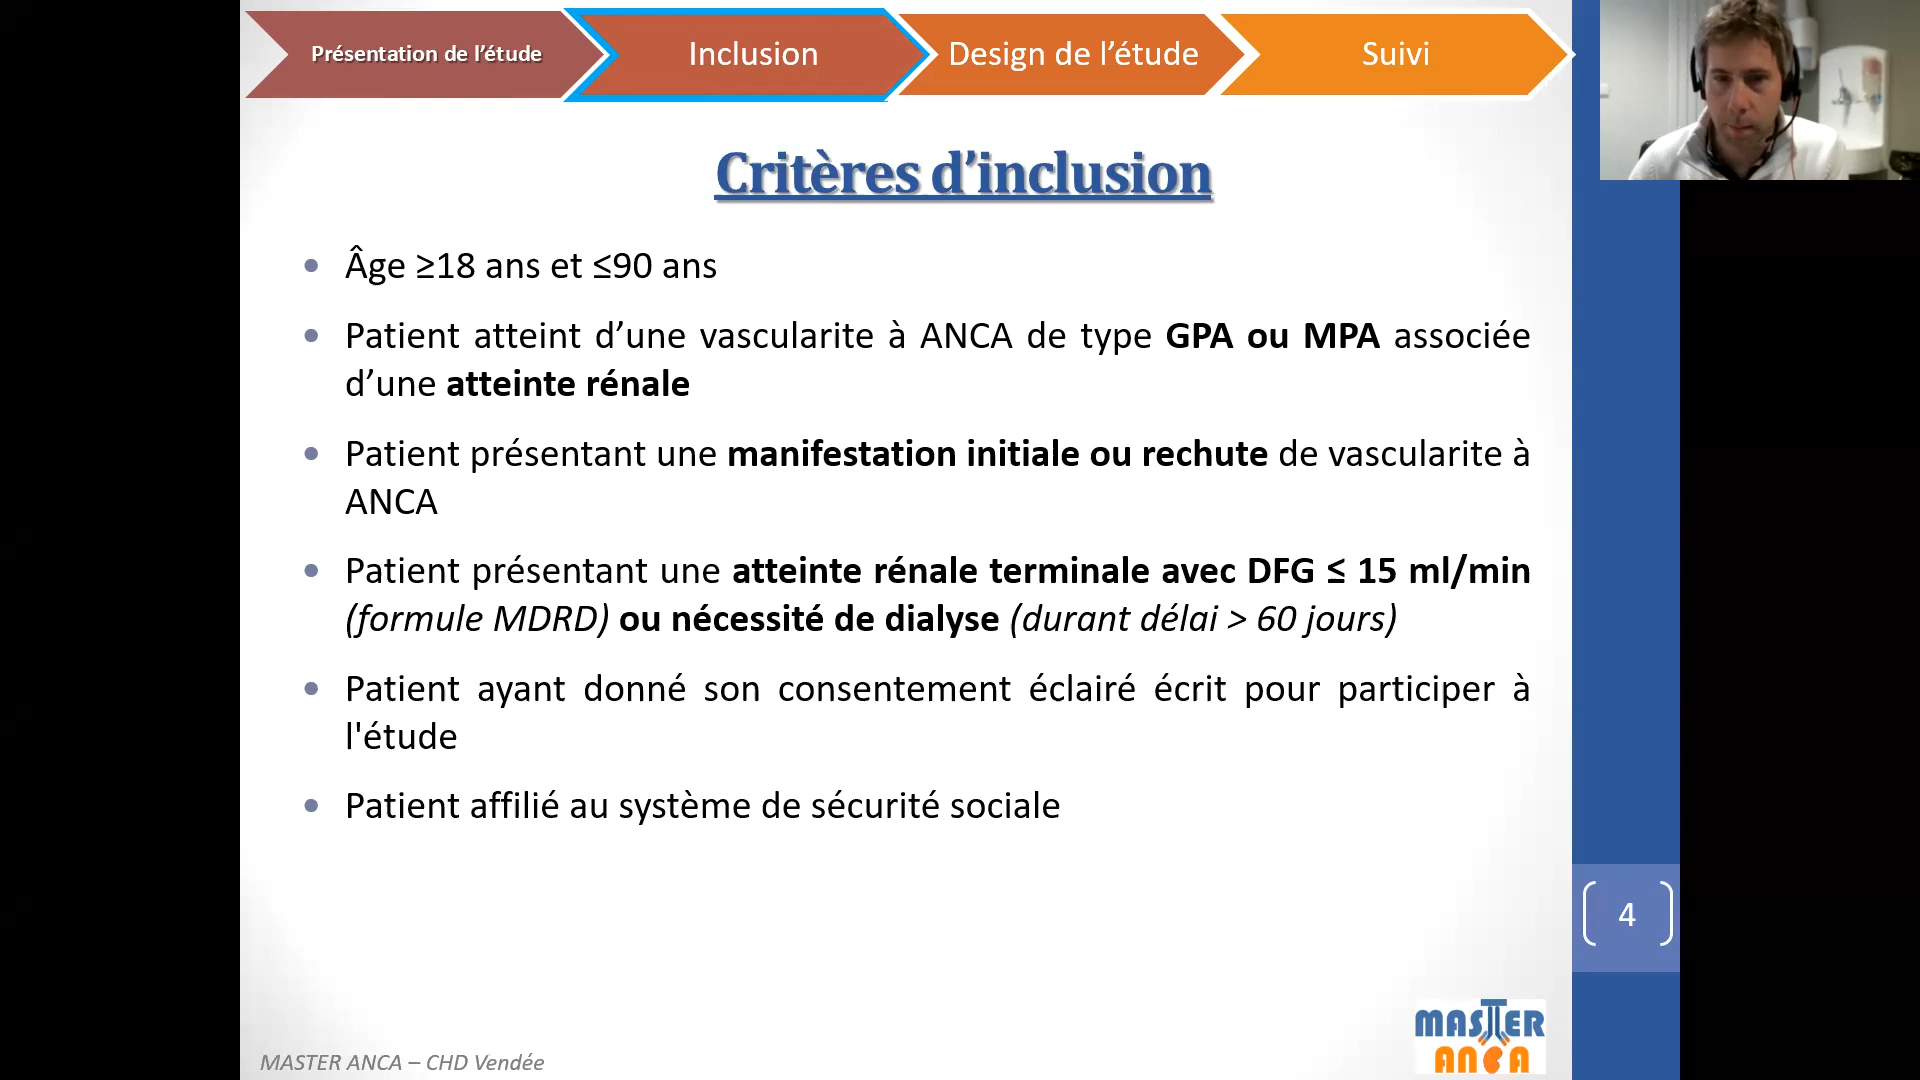 Présentation de l’étude
Inclusion
Design de l’étude
Suivi
Critères d’inclusion
• Âge ≥18 ans et ≤90 ans
• Patient atteint d’une vascularite à ANCA de type GPA ou MPA associée
d’une atteinte rénale
• Patient présentant une manifestation initiale ou rechute de vascularite à
ANCA
• Patient présentant une atteinte rénale terminale avec DFG ≤ 15 ml/min
(formule MDRD) ou nécessité de dialyse (durant délai > 60 jours)
• Patient ayant donné son consentement éclairé écrit pour participer à
l'étude
• Patient affilié au système de sécurité sociale
4
MASTER
ANCA
MASTER ANCA – CHD Vendée